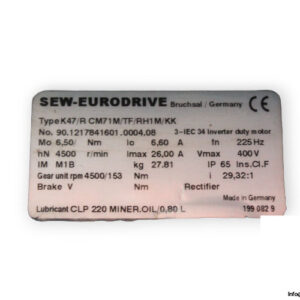 SEW-EURODRIVE Bruchsal / Germany CE
Type K47/R CM71M/TF/RH1M/KK
No. 90.1217841601.0004.08 3~IEC 34 Inverter duty motor
Mo 6,50/ Nm Io 6,60 A fn 225 Hz
nN 4500 r/min Imax 26,00 A Vmax 400 V
IM M1B kg 27.81 IP 65 Ins.Cl.F
Gear unit rpm 4500/153 Nm i 29,32:1
Brake V Nm Rectifier
Made in Germany
Lubricant CLP 220 MINER.OIL/0,80 L 199 082 9